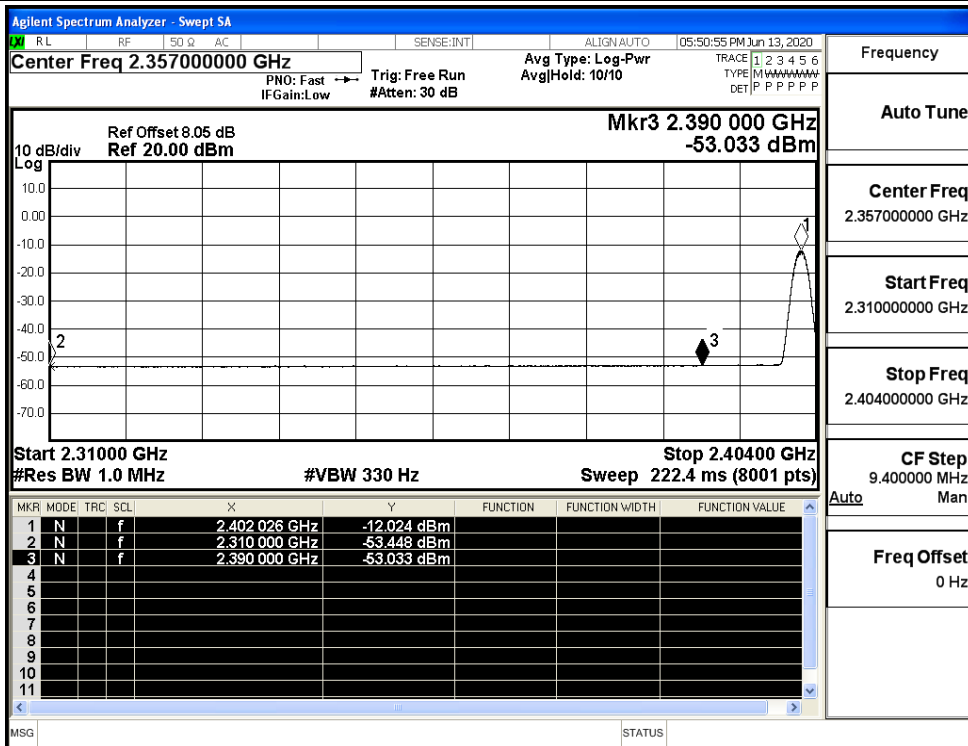 Agilent Spectrum Analyzer - Swept SA
LXI RL RF 50 Ω AC SENSE:INT ALIGN AUTO 05:50:55 PM Jun 13, 2020
Center Freq 2.357000000 GHz
PNO: Fast
IFGain:Low
Trig: Free Run
#Atten: 30 dB
Avg Type: Log-Pwr
Avg|Hold: 10/10
TRACE 1 2 3 4 5 6
TYPE M WWWWW
DET P P P P P P
Mkr3 2.390 000 GHz
-53.033 dBm
Ref Offset 8.05 dB
10 dB/div Ref 20.00 dBm
Log
10.0
0.00
-10.0
-20.0
-30.0
-40.0
-50.0
-60.0
-70.0
1
2
3
Start 2.31000 GHz Stop 2.40400 GHz
#Res BW 1.0 MHz #VBW 330 Hz Sweep 222.4 ms (8001 pts)
MKR MODE TRC SCL X Y FUNCTION FUNCTION WIDTH FUNCTION VALUE
1 N f 2.402 026 GHz -12.024 dBm
2 N f 2.310 000 GHz -53.448 dBm
3 N f 2.390 000 GHz -53.033 dBm
4
5
6
7
8
9
10
11
MSG STATUS
Frequency
Auto Tune
Center Freq
2.357000000 GHz
Start Freq
2.310000000 GHz
Stop Freq
2.404000000 GHz
CF Step
9.400000 MHz
Auto Man
Freq Offset
0 Hz